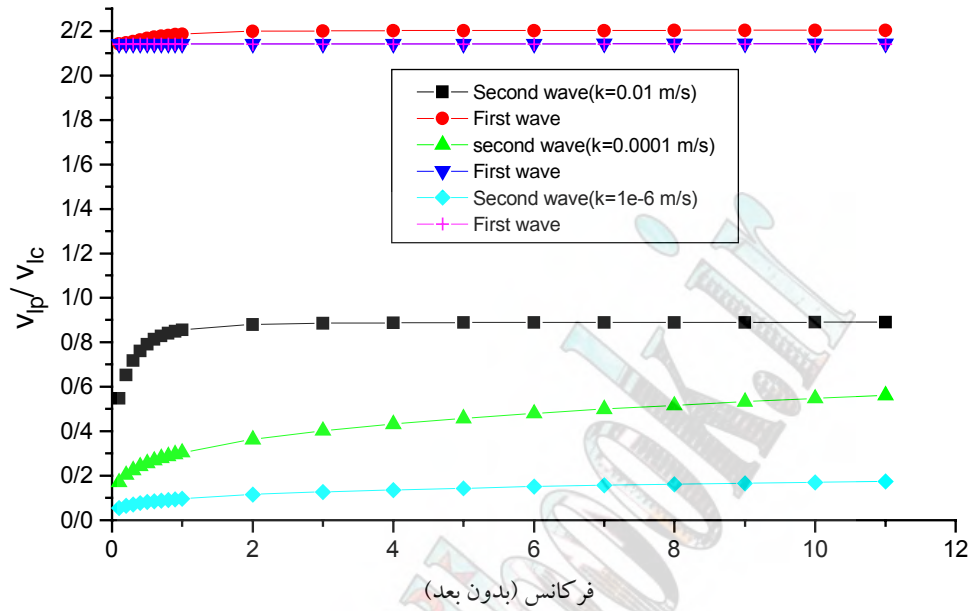 2/2
2/0
1/8
1/6
1/4
1/2
1/0
0/8
0/6
0/4
0/2
0/0
v_lp / v_lc
Second wave(k=0.01 m/s)
First wave
second wave(k=0.0001 m/s)
First wave
Second wave(k=1e-6 m/s)
First wave
0 2 4 6 8 10 12
فرکانس (بدون بعد)